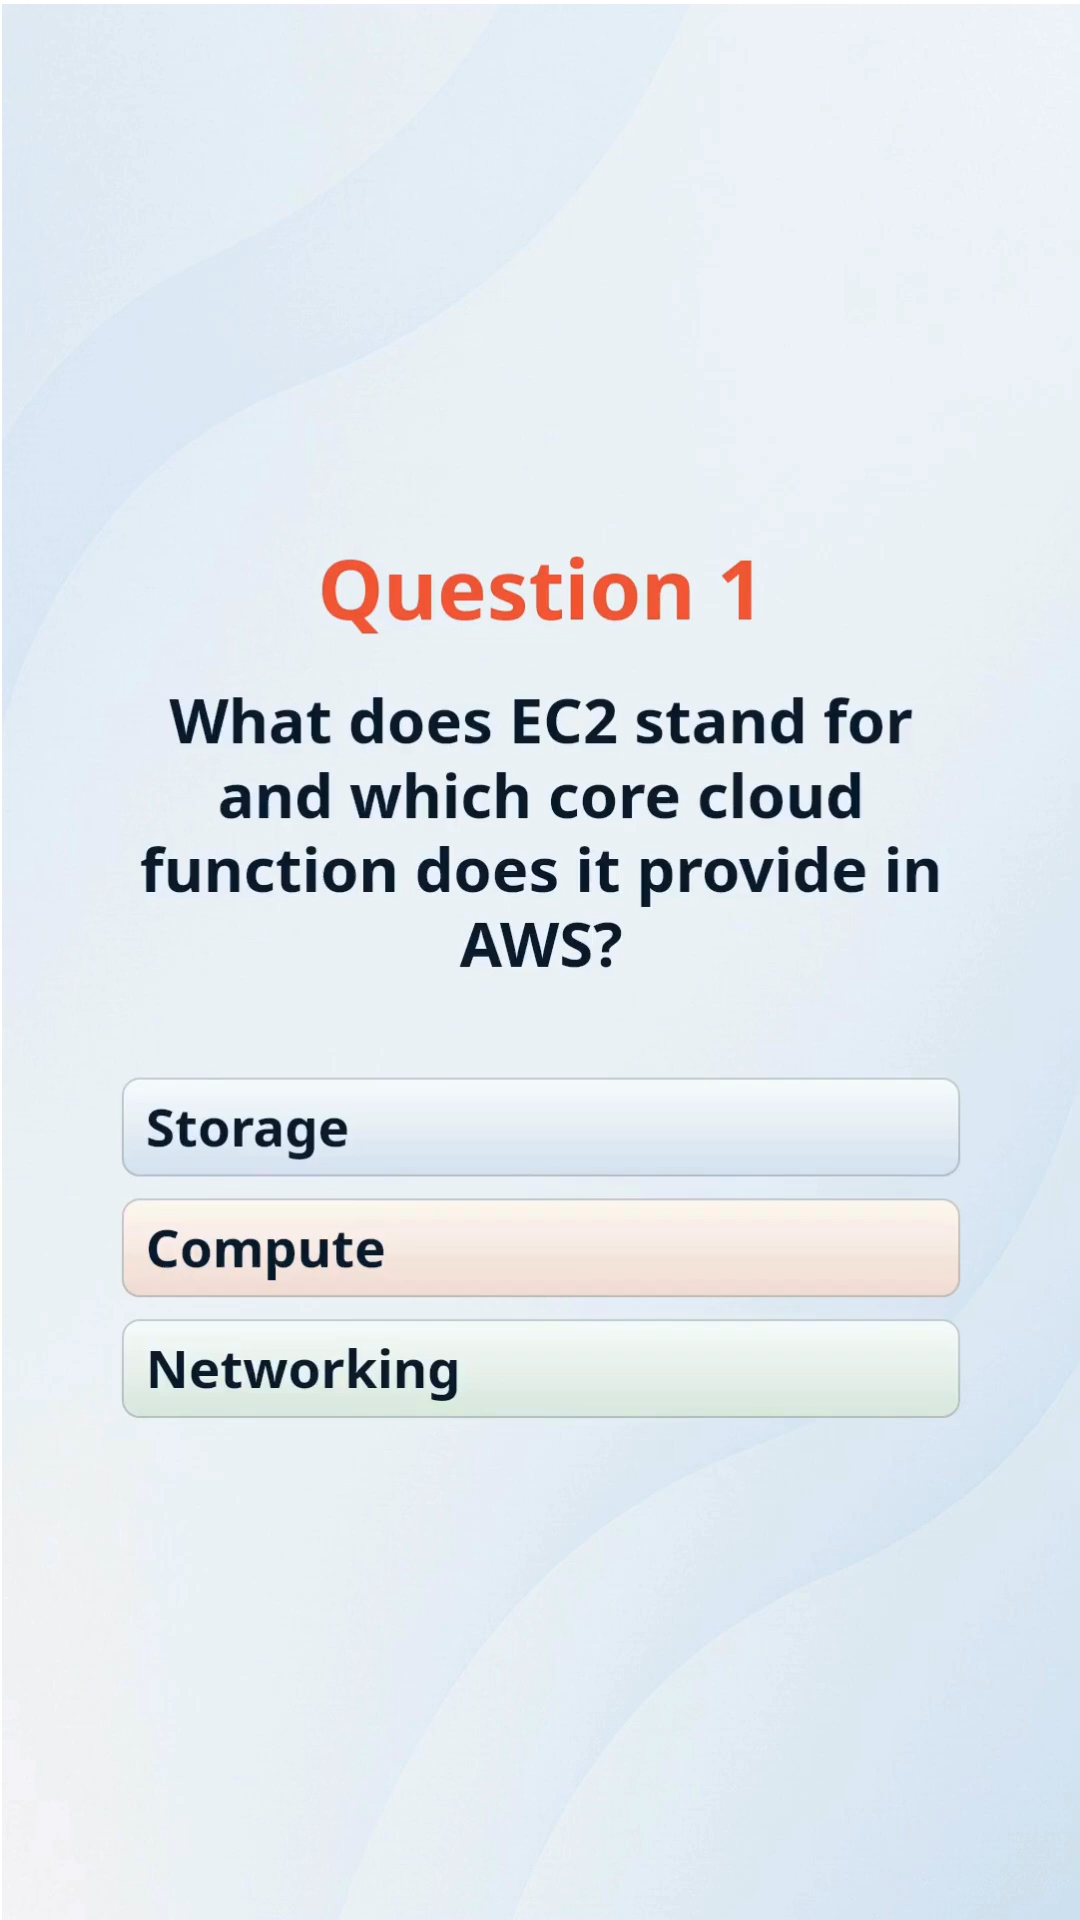 Question 1
What does EC2 stand for
and which core cloud
function does it provide in
AWS?
Storage
Compute
Networking